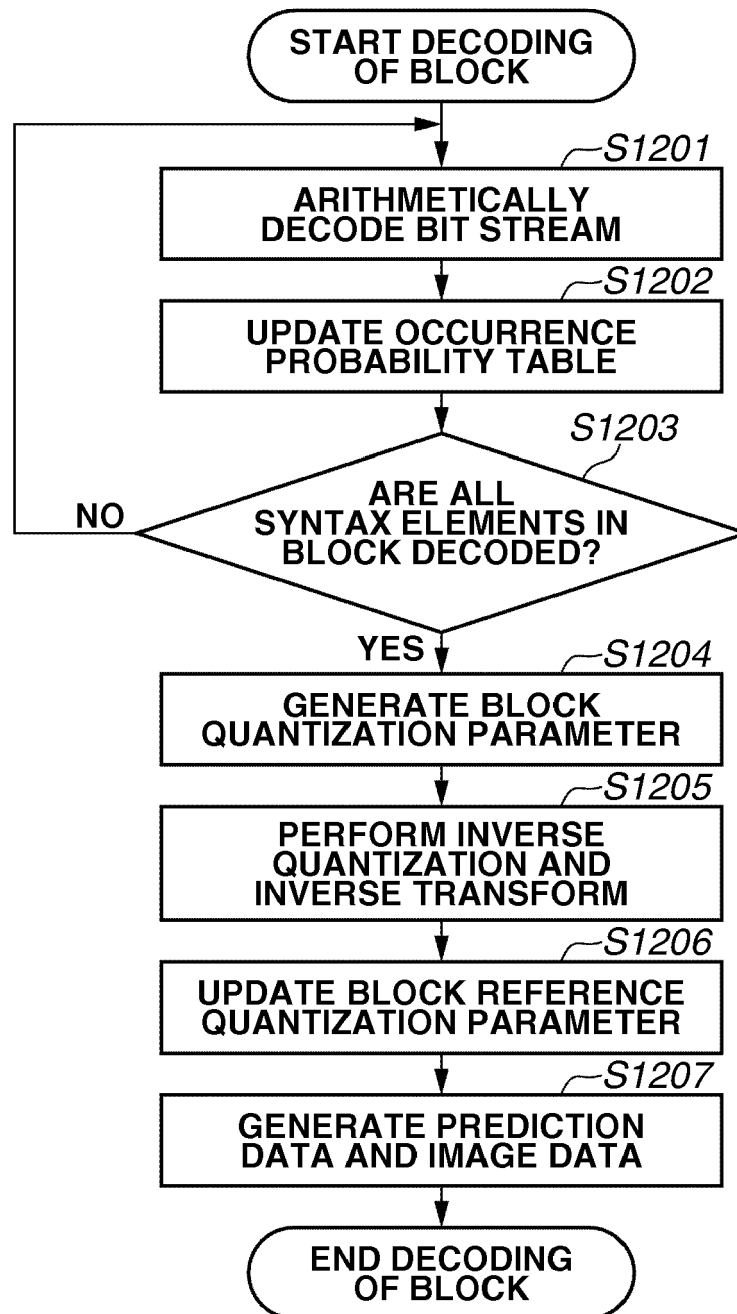 START DECODING
OF BLOCK
S1201
ARITHMETICALLY
DECODE BIT STREAM
S1202
UPDATE OCCURRENCE
PROBABILITY TABLE
S1203
ARE ALL
SYNTAX ELEMENTS IN
BLOCK DECODED?
NO
YES
S1204
GENERATE BLOCK
QUANTIZATION PARAMETER
S1205
PERFORM INVERSE
QUANTIZATION AND
INVERSE TRANSFORM
S1206
UPDATE BLOCK REFERENCE
QUANTIZATION PARAMETER
S1207
GENERATE PREDICTION
DATA AND IMAGE DATA
END DECODING
OF BLOCK